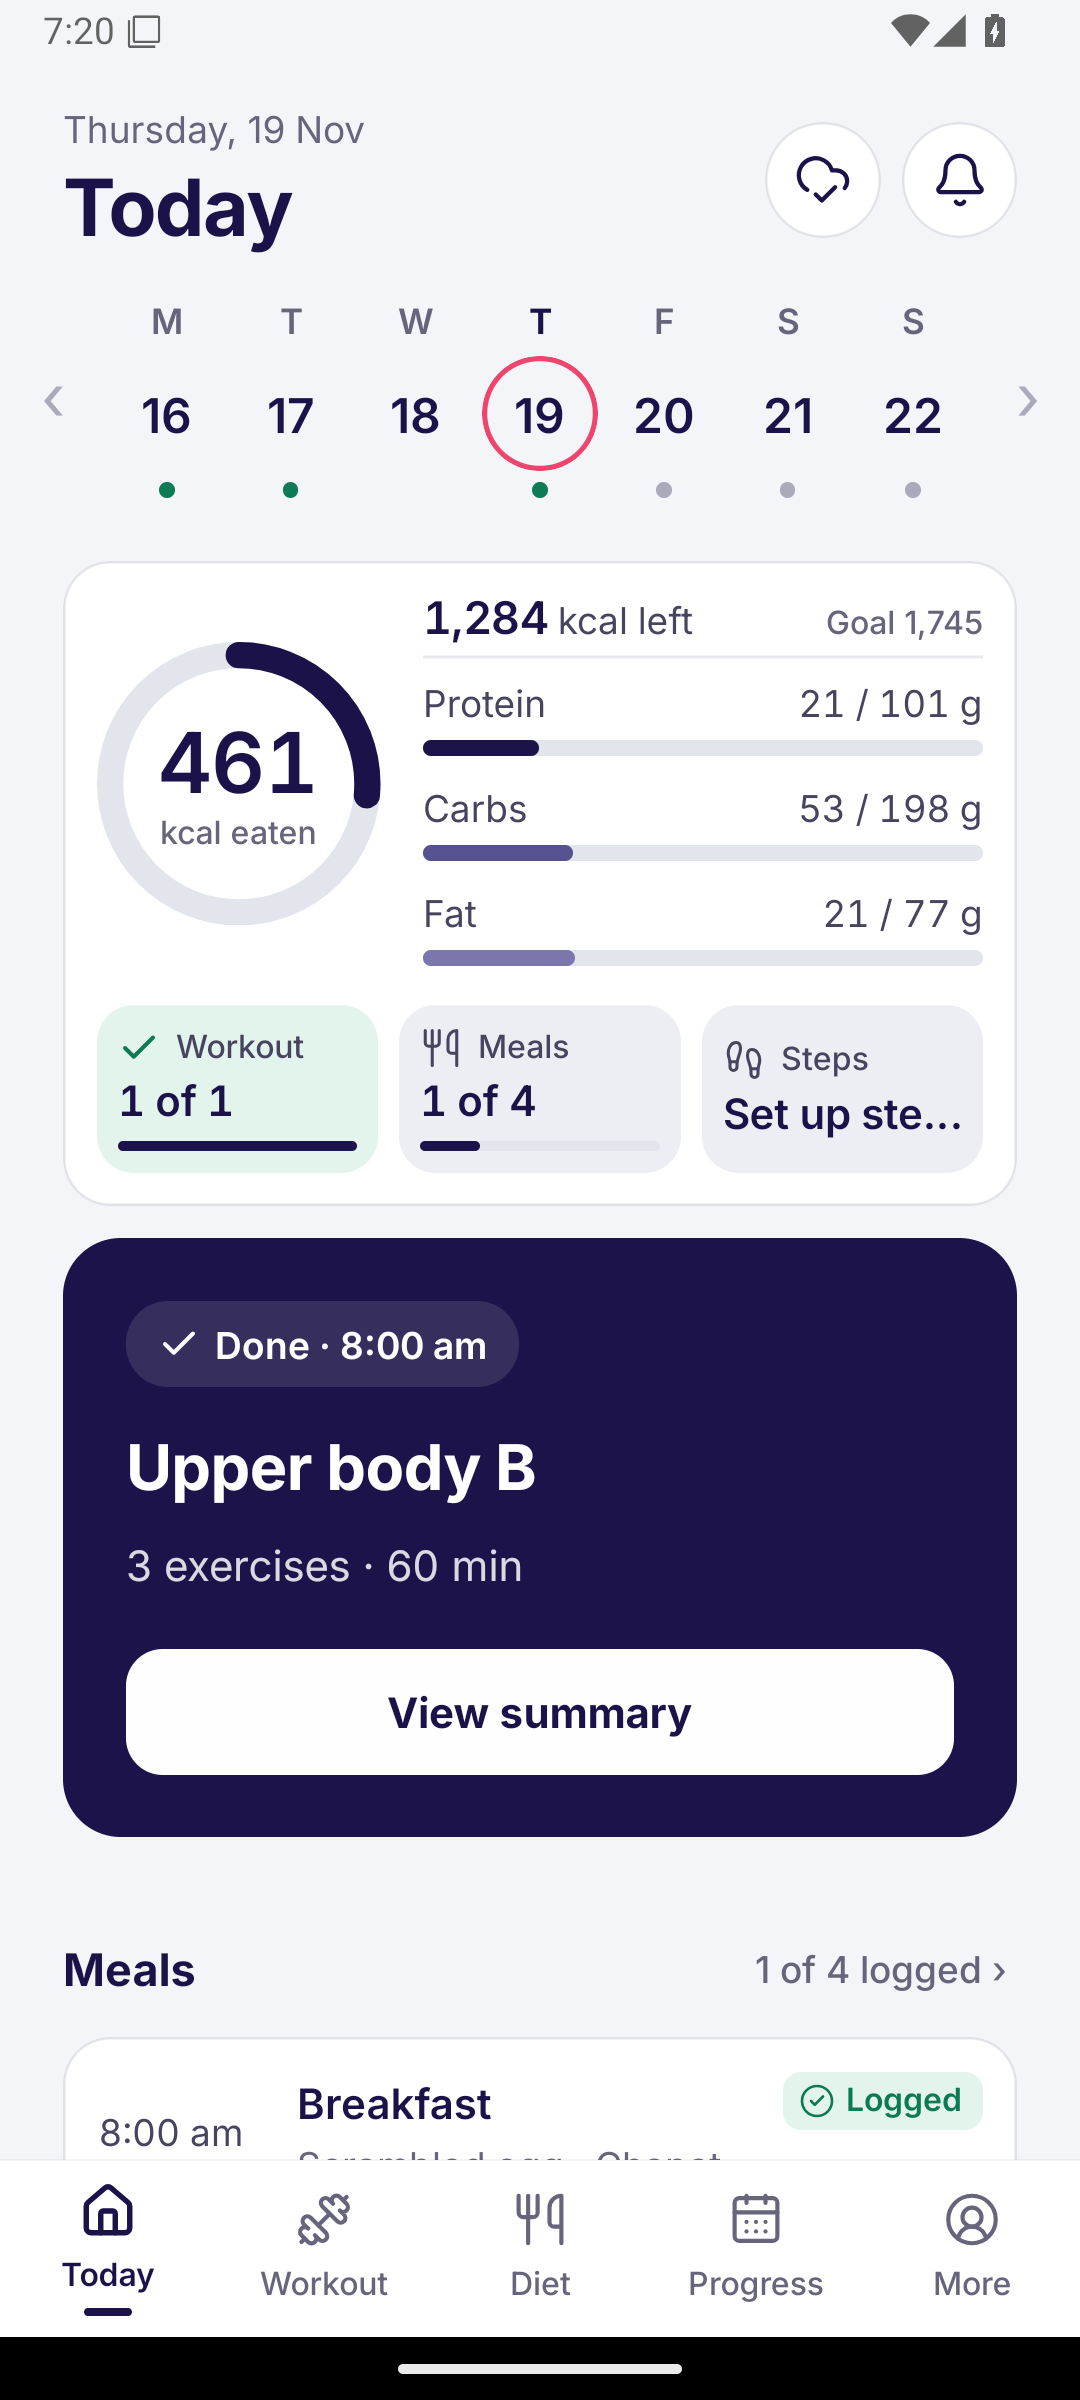 7:20
Thursday, 19 Nov
Today
M T W T F S S
‹ 16 17 18 19 20 21 22 ›
1,284 kcal left Goal 1,745
461
kcal eaten
Protein 21 / 101 g
Carbs 53 / 198 g
Fat 21 / 77 g
Workout
1 of 1
Meals
1 of 4
Steps
Set up ste...
Done · 8:00 am
Upper body B
3 exercises · 60 min
View summary
Meals 1 of 4 logged ›
Breakfast Logged
8:00 am
Today Workout Diet Progress More